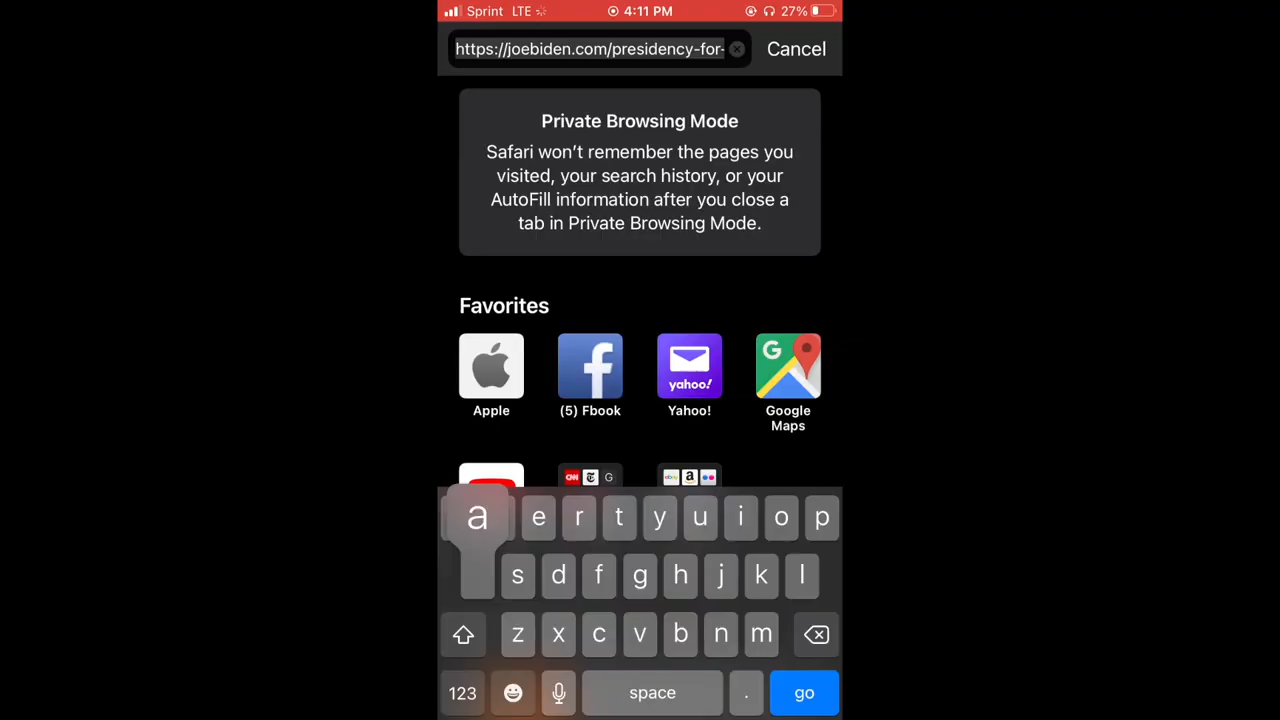 Sprint LTE 4:11 PM 27%
https://joebiden.com/presidency-for- Cancel
Private Browsing Mode
Safari won't remember the pages you
visited, your search history, or your
AutoFill information after you close a
tab in Private Browsing Mode.
Favorites
G
yahoo!
Apple (5) Fbook Yahoo! Google
Maps
CNN T G ebay a
a e r t y u i o p
s d f g h j k l
z x c v b n m
123 space . go